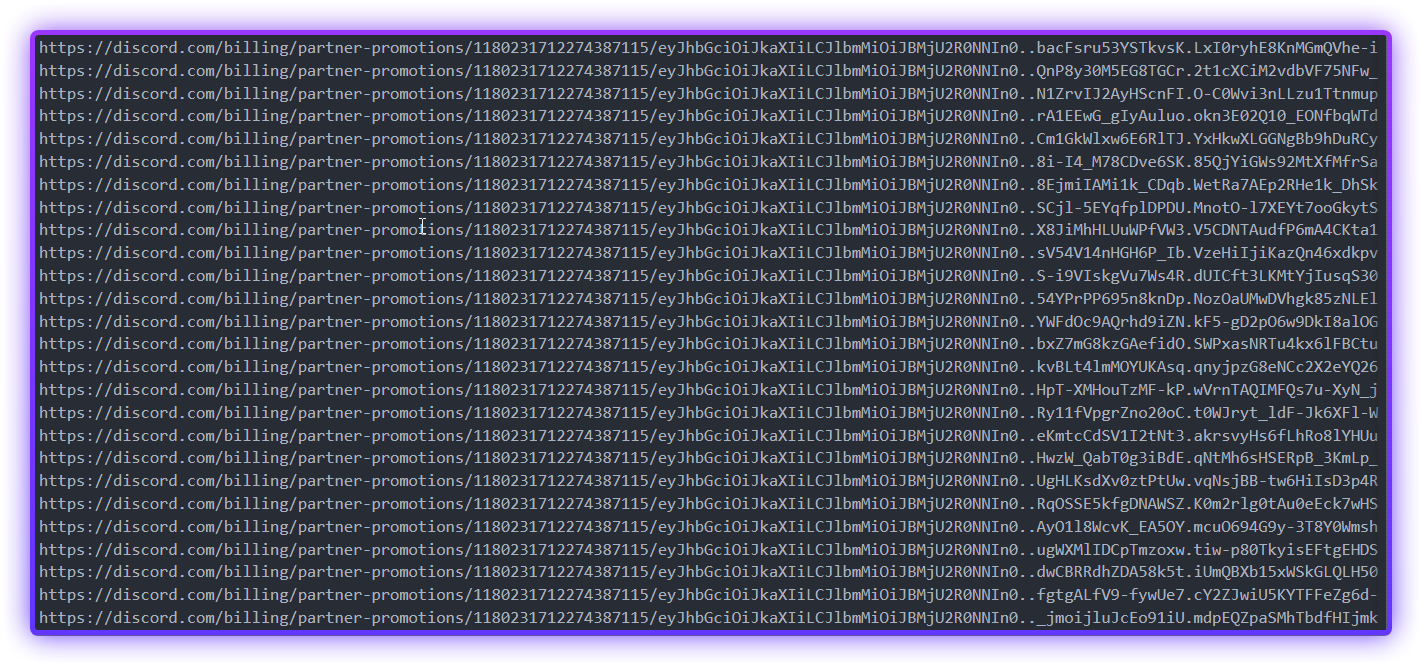 https://discord.com/billing/partner-promotions/1180231712274387115/eyJhbGciOiJkaXIiLCJlbmMiOiJBMjU2R0NNIn0..bacFsru53YSTkvsK.LxI0ryhE8KnMGmQVhe-i
https://discord.com/billing/partner-promotions/1180231712274387115/eyJhbGciOiJkaXIiLCJlbmMiOiJBMjU2R0NNIn0..QnP8y30M5EG8TGCr.2t1cXCiM2vdbVF75NFw_
https://discord.com/billing/partner-promotions/1180231712274387115/eyJhbGciOiJkaXIiLCJlbmMiOiJBMjU2R0NNIn0..N1ZrvIJ2AyHScnFI.O-C0Wvi3nLLzu1Ttnmup
https://discord.com/billing/partner-promotions/1180231712274387115/eyJhbGciOiJkaXIiLCJlbmMiOiJBMjU2R0NNIn0..rA1EEwG_gIyAuluo.okn3E02Q10_EONfbqWTd
https://discord.com/billing/partner-promotions/1180231712274387115/eyJhbGciOiJkaXIiLCJlbmMiOiJBMjU2R0NNIn0..Cm1GkWlxw6E6RlTJ.YxHkwXLGGNgBb9hDuRCy
https://discord.com/billing/partner-promotions/1180231712274387115/eyJhbGciOiJkaXIiLCJlbmMiOiJBMjU2R0NNIn0..8i-I4_M78CDve6SK.85QjYiGWs92MtXfMfrSa
https://discord.com/billing/partner-promotions/1180231712274387115/eyJhbGciOiJkaXIiLCJlbmMiOiJBMjU2R0NNIn0..8EjmiIAMi1k_CDqb.WetRa7AEp2RHe1k_DhSk
https://discord.com/billing/partner-promotions/1180231712274387115/eyJhbGciOiJkaXIiLCJlbmMiOiJBMjU2R0NNIn0..SCjl-5EYqfplDPDU.MnotO-l7XEYt7ooGkytS
https://discord.com/billing/partner-promotions/1180231712274387115/eyJhbGciOiJkaXIiLCJlbmMiOiJBMjU2R0NNIn0..X8JiMhHLUuWPfVW3.V5CDNTAudfP6mA4CKta1
https://discord.com/billing/partner-promotions/1180231712274387115/eyJhbGciOiJkaXIiLCJlbmMiOiJBMjU2R0NNIn0..sV54V14nHGH6P_Ib.VzeHiIjiKazQn46xdkpv
https://discord.com/billing/partner-promotions/1180231712274387115/eyJhbGciOiJkaXIiLCJlbmMiOiJBMjU2R0NNIn0..S-i9VIskgVu7Ws4R.dUICft3LKMtYjIusqS30
https://discord.com/billing/partner-promotions/1180231712274387115/eyJhbGciOiJkaXIiLCJlbmMiOiJBMjU2R0NNIn0..54YPrPP695n8knDp.NozOaUMwDVhgk85zNLEl
https://discord.com/billing/partner-promotions/1180231712274387115/eyJhbGciOiJkaXIiLCJlbmMiOiJBMjU2R0NNIn0..YWFdOc9AQrhd9iZN.kF5-gD2pO6w9DkI8alOG
https://discord.com/billing/partner-promotions/1180231712274387115/eyJhbGciOiJkaXIiLCJlbmMiOiJBMjU2R0NNIn0..bxZ7mG8kzGAefidO.SWPxasNRTu4kx6lFBCtu
https://discord.com/billing/partner-promotions/1180231712274387115/eyJhbGciOiJkaXIiLCJlbmMiOiJBMjU2R0NNIn0..kvBLt4lmMOYUKAsq.qnyjpzG8eNCc2X2eYQ26
https://discord.com/billing/partner-promotions/1180231712274387115/eyJhbGciOiJkaXIiLCJlbmMiOiJBMjU2R0NNIn0..HpT-XMHouTzMF-kP.wVrnTAQIMFQs7u-XyN_j
https://discord.com/billing/partner-promotions/1180231712274387115/eyJhbGciOiJkaXIiLCJlbmMiOiJBMjU2R0NNIn0..Ry11fVpgrZno20oC.t0WJryt_ldF-Jk6XFl-W
https://discord.com/billing/partner-promotions/1180231712274387115/eyJhbGciOiJkaXIiLCJlbmMiOiJBMjU2R0NNIn0..eKmtcCdSV1I2tNt3.akrsvyHs6fLhRo8lYHUu
https://discord.com/billing/partner-promotions/1180231712274387115/eyJhbGciOiJkaXIiLCJlbmMiOiJBMjU2R0NNIn0..HwzW_QabT0g3iBdE.qNtMh6sHSERpB_3KmLp_
https://discord.com/billing/partner-promotions/1180231712274387115/eyJhbGciOiJkaXIiLCJlbmMiOiJBMjU2R0NNIn0..UgHLKsdXv0ztPtUw.vqNsjBB-tw6HiIsD3p4R
https://discord.com/billing/partner-promotions/1180231712274387115/eyJhbGciOiJkaXIiLCJlbmMiOiJBMjU2R0NNIn0..RqOSSE5kfgDNAWSZ.K0m2rlg0tAu0eEck7wHS
https://discord.com/billing/partner-promotions/1180231712274387115/eyJhbGciOiJkaXIiLCJlbmMiOiJBMjU2R0NNIn0..AyO1l8WcvK_EA5OY.mcuO694G9y-3T8Y0Wmsh
https://discord.com/billing/partner-promotions/1180231712274387115/eyJhbGciOiJkaXIiLCJlbmMiOiJBMjU2R0NNIn0..ugWXMlIDCpTmzoxw.tiw-p80TkyisEFtgEHDS
https://discord.com/billing/partner-promotions/1180231712274387115/eyJhbGciOiJkaXIiLCJlbmMiOiJBMjU2R0NNIn0..dwCBRRdhZDA58k5t.iUmQBXb15xWSkGLQLH50
https://discord.com/billing/partner-promotions/1180231712274387115/eyJhbGciOiJkaXIiLCJlbmMiOiJBMjU2R0NNIn0..fgtgALfV9-fywUe7.cY2ZJwiU5KYTFFeZg6d-
https://discord.com/billing/partner-promotions/1180231712274387115/eyJhbGciOiJkaXIiLCJlbmMiOiJBMjU2R0NNIn0.._jmoijluJcEo91iU.mdpEQZpaSMhTbdfHIjmk